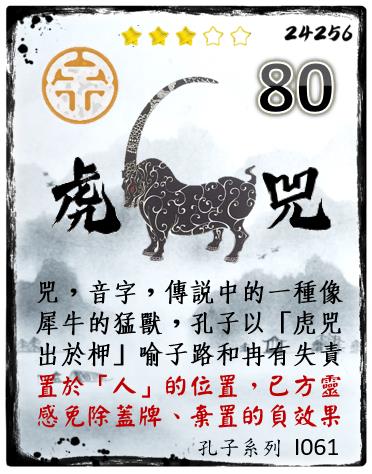 24256
80
虎 兕
兕，音字，傳說中的一種像
犀牛的猛獸，孔子以「虎兕
出於柙」喻子路和冉有失責
置於「人」的位置，己方靈
感免除蓋牌、棄置的負效果
孔子系列 I061